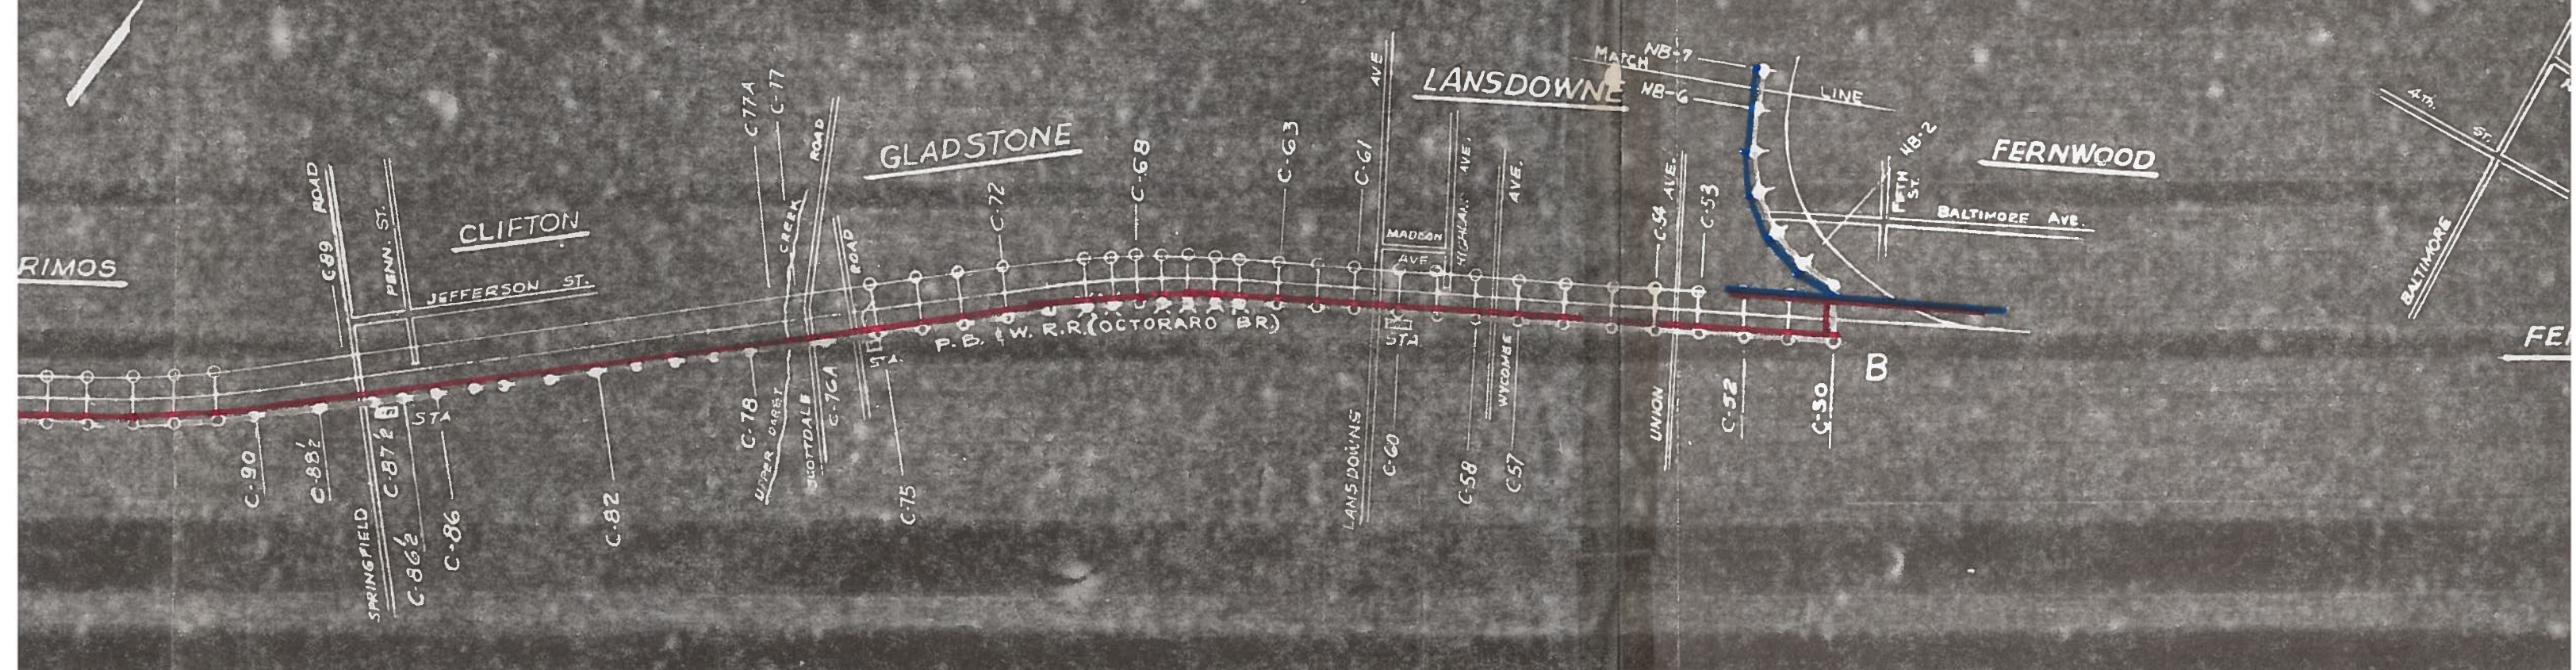 RIMOS
C-89
ROAD
PENN. ST.
CLIFTON
JEFFERSON ST.
C-77A
C-77
CREEK
ROAD
ROAD
GLADSTONE
C-72
C-68
C-63
C-61
AVE
MADISON
AVE
HIGHLAND AVE.
AVE.
LANSDOWNE
MATCH
NB-7
NB-6
LINE
C-54
AVE.
C-53
NB-2
FIFTH
ST.
BALTIMORE AVE.
FERNWOOD
4TH.
ST.
BALTIMORE
FE
P. B. & W. R.R. (OCTORARO BR.)
STA.
STA.
STA
B
C-90
C-88½
SPRINGFIELD
C-87½
C-86½
C-86
C-82
C-78
UPPER DARBY
SCOTTDALE
C-76A
C-75
LANSDOWNE
C-60
C-58
WYCOMBE
C-57
UNION
C-52
C-50